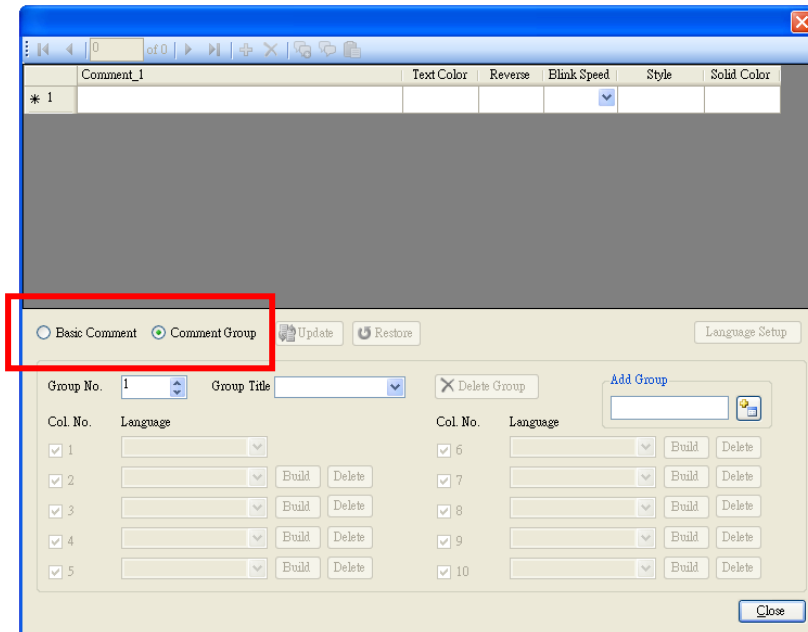 0 of 0
Comment_1 Text Color Reverse Blink Speed Style Solid Color
* 1
Basic Comment Comment Group Update Restore Language Setup
Group No. 1 Group Title Delete Group Add Group
Col. No. Language Col. No. Language
1 6 Build Delete
2 Build Delete 7 Build Delete
3 Build Delete 8 Build Delete
4 Build Delete 9 Build Delete
5 Build Delete 10 Build Delete
Close